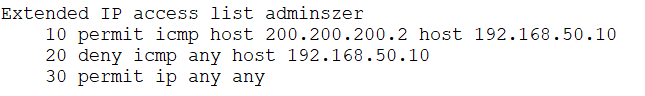 Extended IP access list adminszer
    10 permit icmp host 200.200.200.2 host 192.168.50.10
    20 deny icmp any host 192.168.50.10
    30 permit ip any any